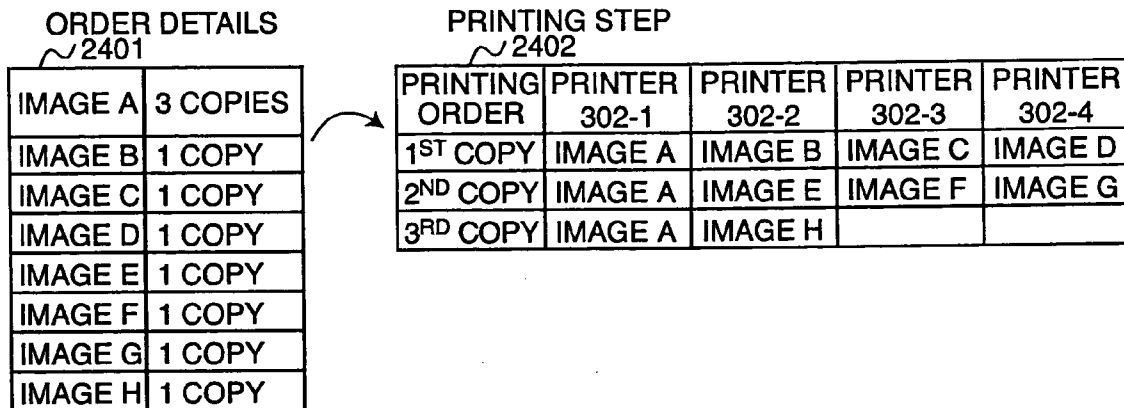 ORDER DETAILS
2401
IMAGE A 3 COPIES
IMAGE B 1 COPY
IMAGE C 1 COPY
IMAGE D 1 COPY
IMAGE E 1 COPY
IMAGE F 1 COPY
IMAGE G 1 COPY
IMAGE H 1 COPY
PRINTING STEP
2402
PRINTING ORDER PRINTER 302-1 PRINTER 302-2 PRINTER 302-3 PRINTER 302-4
1ST COPY IMAGE A IMAGE B IMAGE C IMAGE D
2ND COPY IMAGE A IMAGE E IMAGE F IMAGE G
3RD COPY IMAGE A IMAGE H